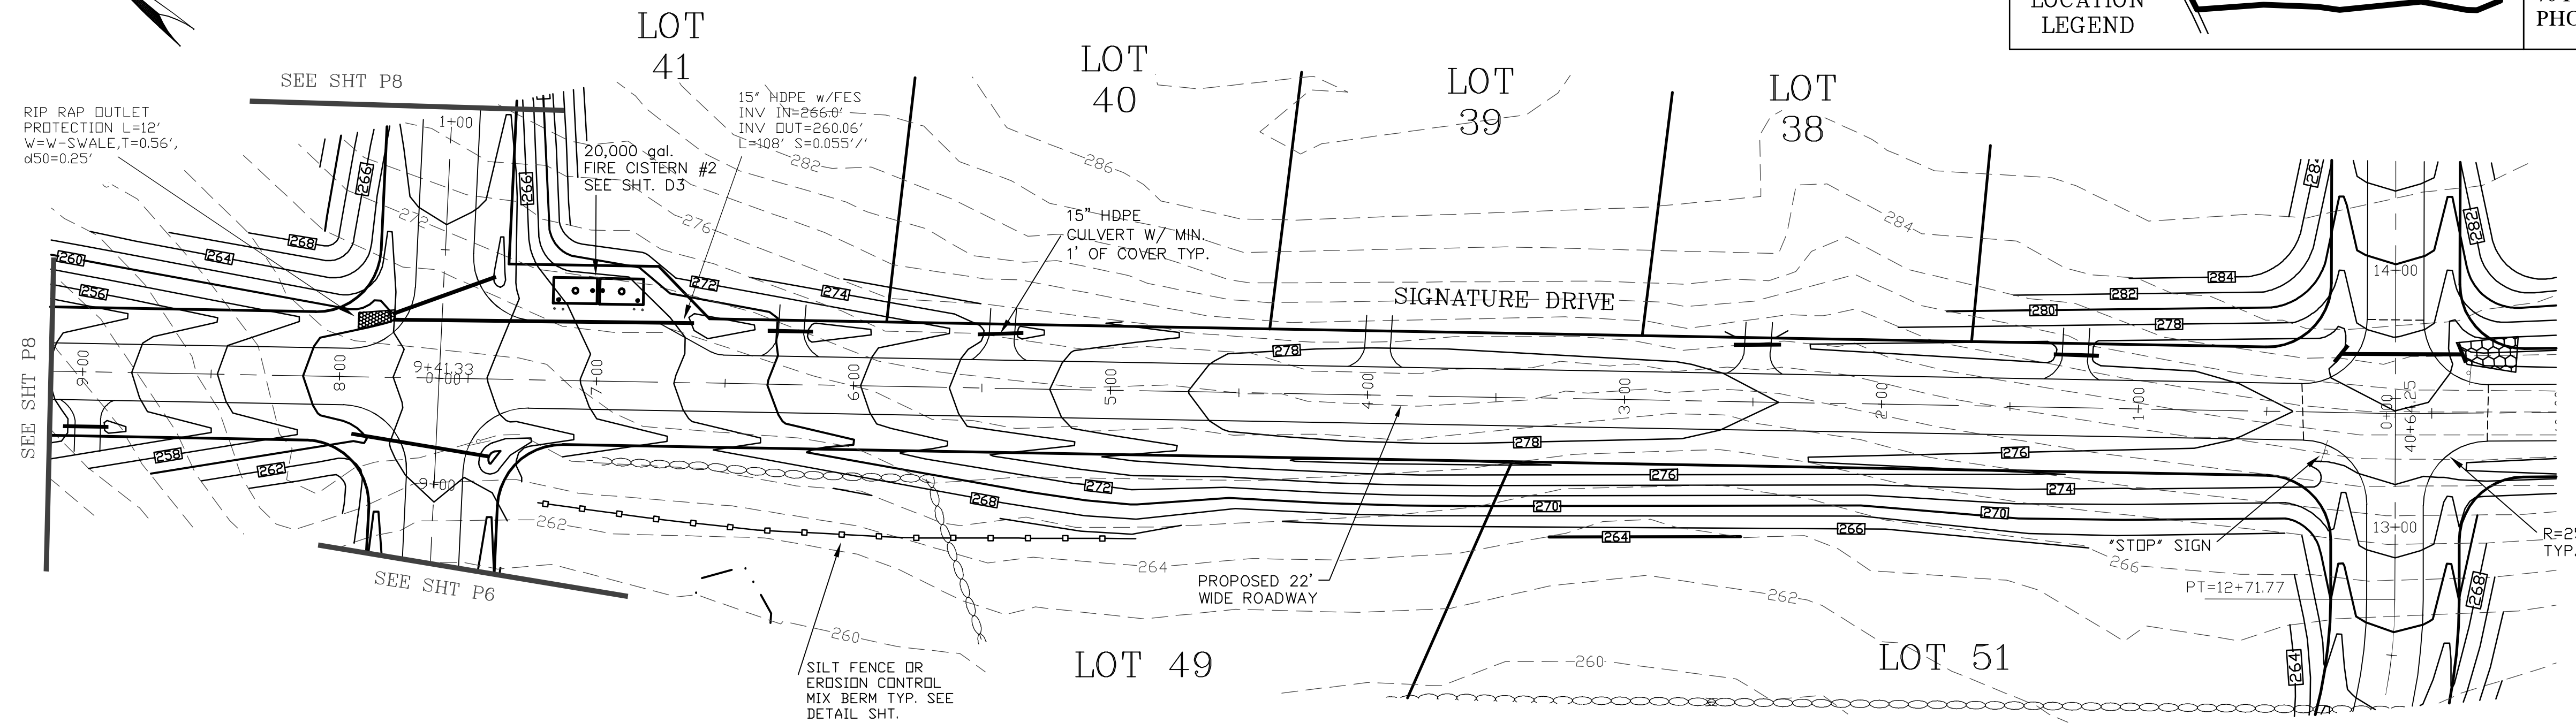 LOCATION
LEGEND
PHO
LOT
41
LOT
40
LOT
39
LOT
38
SEE SHT P8
RIP RAP OUTLET
PROTECTION L=12'
W=W-SWALE,T=0.56',
d50=0.25'
15" HDPE w/FES
INV IN=266.0'
INV OUT=260.06'
L=108' S=0.055'/'
20,000 gal.
FIRE CISTERN #2
SEE SHT. D3
15" HDPE
CULVERT W/ MIN.
1' OF COVER TYP.
1+00
266
266
272
276
282
286
284
284
282
268
264
260
256
272
274
SIGNATURE DRIVE
284
282
280
278
14+00
278
SEE SHT P8
9+00
8+00
9+41.33
0+00
7+00
6+00
5+00
4+00
3+00
2+00
1+00
0+00
40+64.25
258
262
9+00
278
276
276
274
272
268
270
270
266
264
262
264
13+00
"STOP" SIGN
R=25
TYP.
266
SEE SHT P6
PROPOSED 22'
WIDE ROADWAY
262
PT=12+71.77
268
260
260
264
SILT FENCE OR
EROSION CONTROL
MIX BERM TYP. SEE
DETAIL SHT.
LOT 49
LOT 51